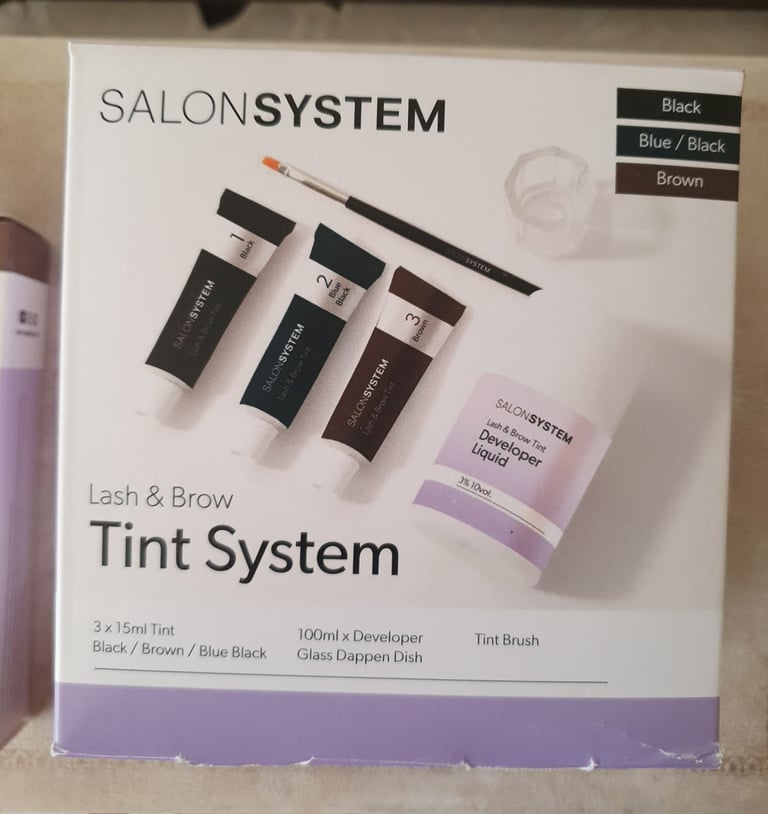 SALONSYSTEM
Black
Blue / Black
Brown
1
Black
SALONSYSTEM
Lash & Brow Tint
2
Blue
Black
SALONSYSTEM
Lash & Brow Tint
3
Brown
SALONSYSTEM
Lash & Brow Tint
SALONSYSTEM
SALONSYSTEM
Lash & Brow Tint
Developer
Liquid
3% 10vol.
Lash & Brow
Tint System
3 x 15ml Tint
Black / Brown / Blue Black
100ml x Developer
Glass Dappen Dish
Tint Brush